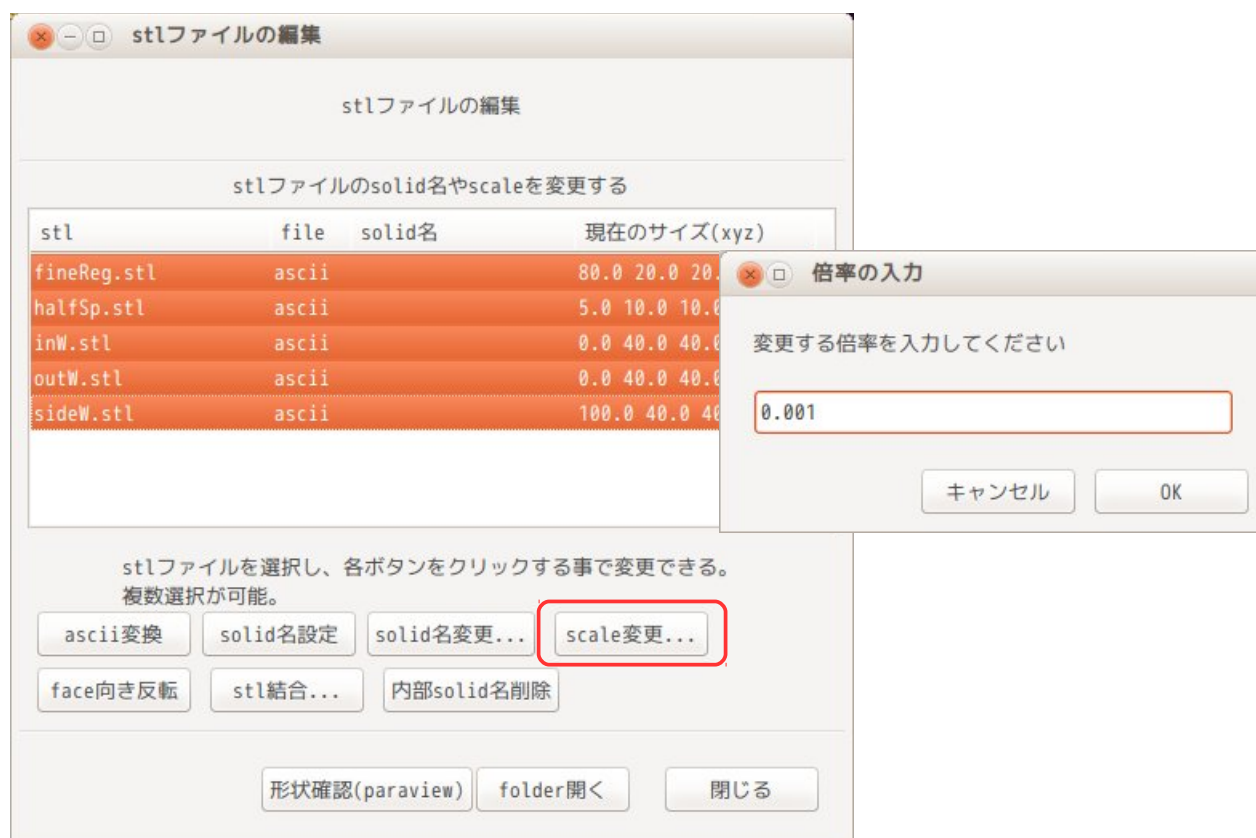 stlファイルの編集
stlファイルの編集
stlファイルのsolid名やscaleを変更する
stl file solid名 現在のサイズ(xyz)
fineReg.stl ascii 80.0 20.0 20.
halfSp.stl ascii 5.0 10.0 10.0
inW.stl ascii 0.0 40.0 40.0
outW.stl ascii 0.0 40.0 40.0
sideW.stl ascii 100.0 40.0 40
倍率の入力
変更する倍率を入力してください
0.001
キャンセル OK
stlファイルを選択し、各ボタンをクリックする事で変更できる。
複数選択が可能。
ascii変換 solid名設定 solid名変更... scale変更...
face向き反転 stl結合... 内部solid名削除
形状確認(paraview) folder開く 閉じる